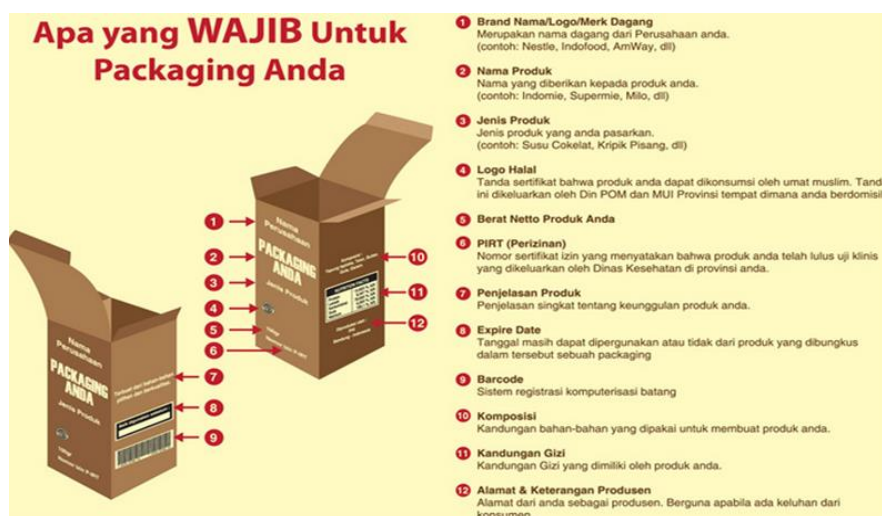 Apa yang WAJIB Untuk
Packaging Anda
1 Brand Nama/Logo/Merk Dagang
Merupakan nama dagang dari Perusahaan anda.
(contoh: Nestle, Indofood, AmWay, dll)
2 Nama Produk
Nama yang diberikan kepada produk anda.
(contoh: Indomie, Supermie, Milo, dll)
3 Jenis Produk
Jenis produk yang anda pasarkan.
(contoh: Susu Cokelat, Kripik Pisang, dll)
4 Logo Halal
Tanda sertifikat bahwa produk anda dapat dikonsumsi oleh umat muslim. Tand
ini dikeluarkan oleh Din POM dan MUI Provinsi tempat dimana anda berdomisil
5 Berat Netto Produk Anda
6 PIRT (Perizinan)
Nomor sertifikat izin yang menyatakan bahwa produk anda telah lulus uji klinis
yang dikeluarkan oleh Dinas Kesehatan di provinsi anda.
7 Penjelasan Produk
Penjelasan singkat tentang keunggulan produk anda.
8 Expire Date
Tanggal masih dapat dipergunakan atau tidak dari produk yang dibungkus
dalam tersebut sebuah packaging
9 Barcode
Sistem registrasi komputerisasi batang
10 Komposisi
Kandungan bahan-bahan yang dipakai untuk membuat produk anda.
11 Kandungan Gizi
Kandungan Gizi yang dimiliki oleh produk anda.
12 Alamat & Keterangan Produsen
Alamat dari anda sebagai produsen. Berguna apabila ada keluhan dari
konsumen
Nama
Perusahaan
PACKAGING
ANDA
Jenis Produk
1
2
3
4
5
6
10
11
12
Nama
Perusahaan
PACKAGING
ANDA
Jenis Produk
7
8
9